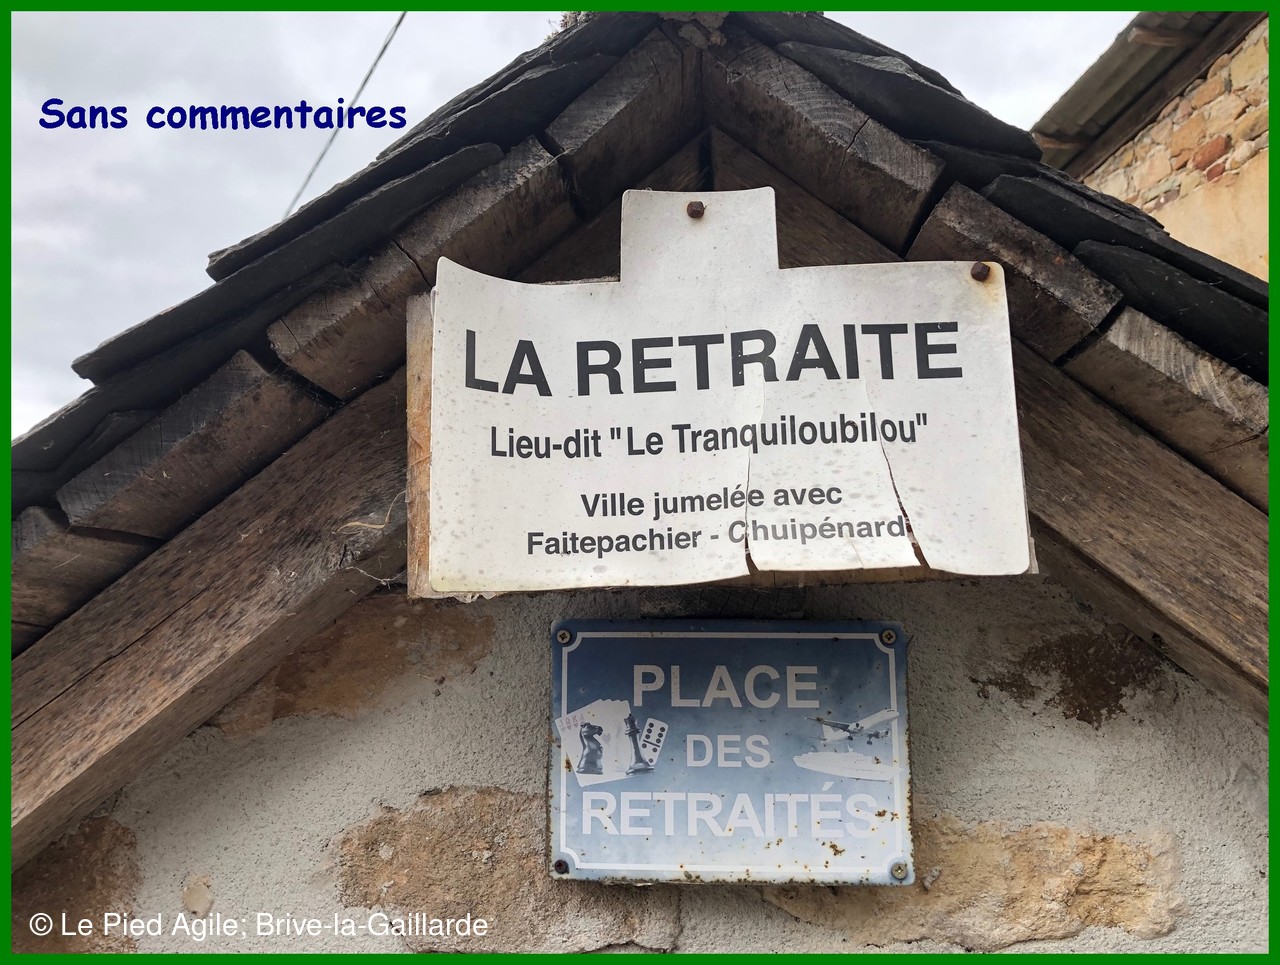 Sans commentaires
LA RETRAITE
Lieu-dit "Le Tranquiloubilou"
Ville jumelée avec
Faitepachier - Chuipénard
PLACE
DES
RETRAITÉS
© Le Pied Agile; Brive-la-Gaillarde